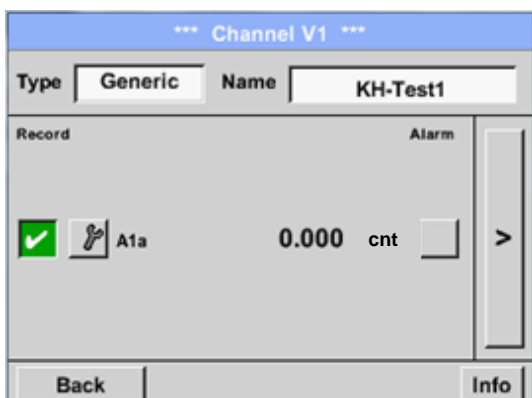 *** Channel V1 ***
Type Generic Name KH-Test1
Record Alarm
A1a 0.000 cnt >
Back Info